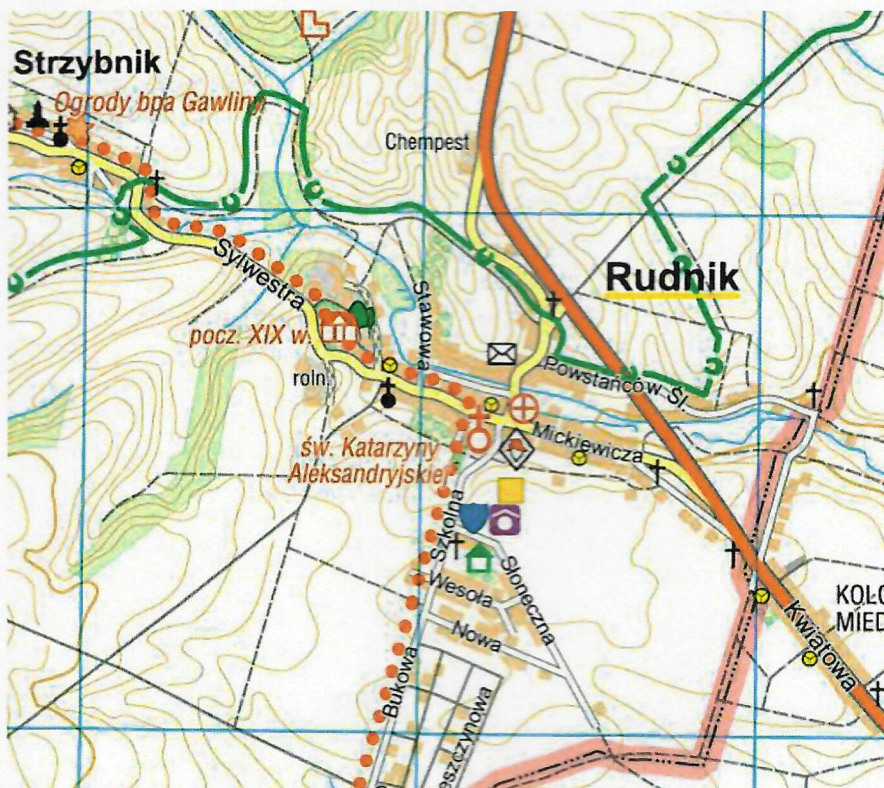 Strzybnik
Ogrody bpa Gawliny
Chempest
Rudnik
Sylwestra
Stawowa
pocz. XIX w.
roln.
Powstańców Śl.
Mickiewicza
św. Katarzyny
Aleksandryjskiej
Szkolna
Słoneczna
Wesoła
Nowa
Bukowa
KOLO
MIED
Kwiatowa